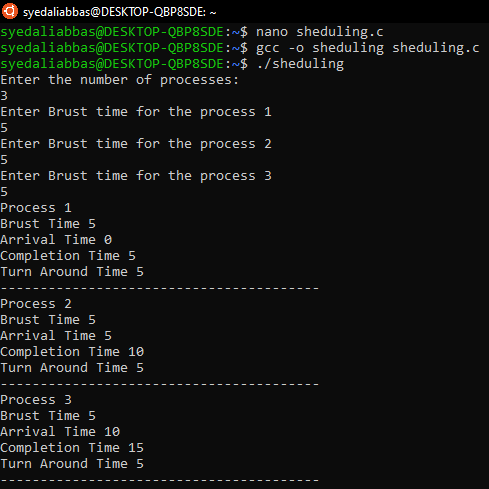 syedaliabbas@DESKTOP-QBP8SDE: ~
syedaliabbas@DESKTOP-QBP8SDE:~$ nano sheduling.c
syedaliabbas@DESKTOP-QBP8SDE:~$ gcc -o sheduling sheduling.c
syedaliabbas@DESKTOP-QBP8SDE:~$ ./sheduling
Enter the number of processes:
3
Enter Brust time for the process 1
5
Enter Brust time for the process 2
5
Enter Brust time for the process 3
5
Process 1
Brust Time 5
Arrival Time 0
Completion Time 5
Turn Around Time 5
----------------------------------------
Process 2
Brust Time 5
Arrival Time 5
Completion Time 10
Turn Around Time 5
----------------------------------------
Process 3
Brust Time 5
Arrival Time 10
Completion Time 15
Turn Around Time 5
----------------------------------------